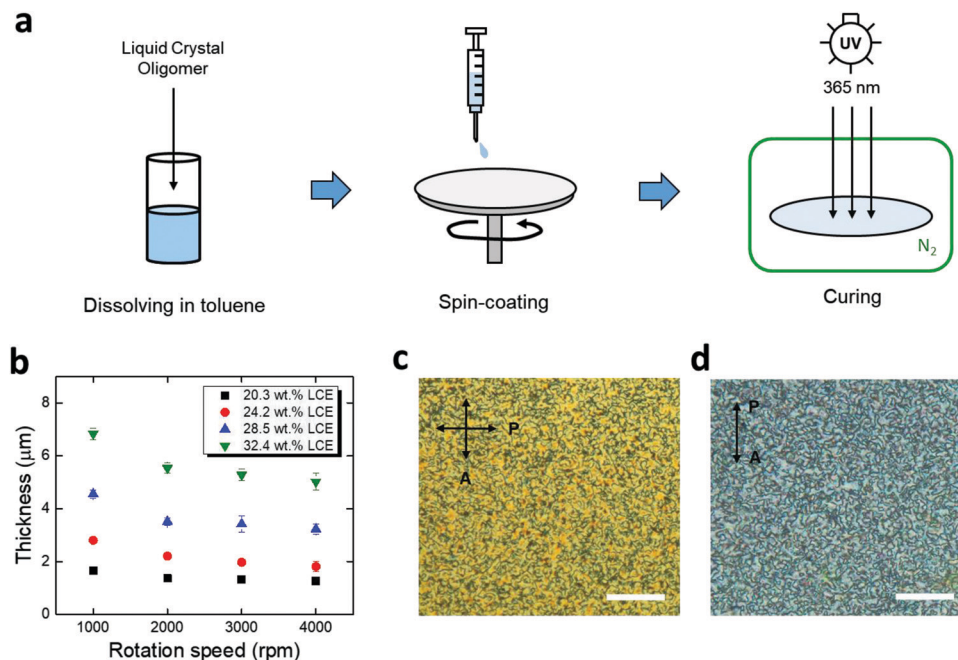 a
Liquid Crystal
Oligomer
UV
365 nm
N2
Dissolving in toluene
Spin-coating
Curing
b
Thickness (μm)
8
6
4
2
0
20.3 wt.% LCE
24.2 wt.% LCE
28.5 wt.% LCE
32.4 wt.% LCE
1000 2000 3000 4000
Rotation speed (rpm)
c
P
A
d
P
A